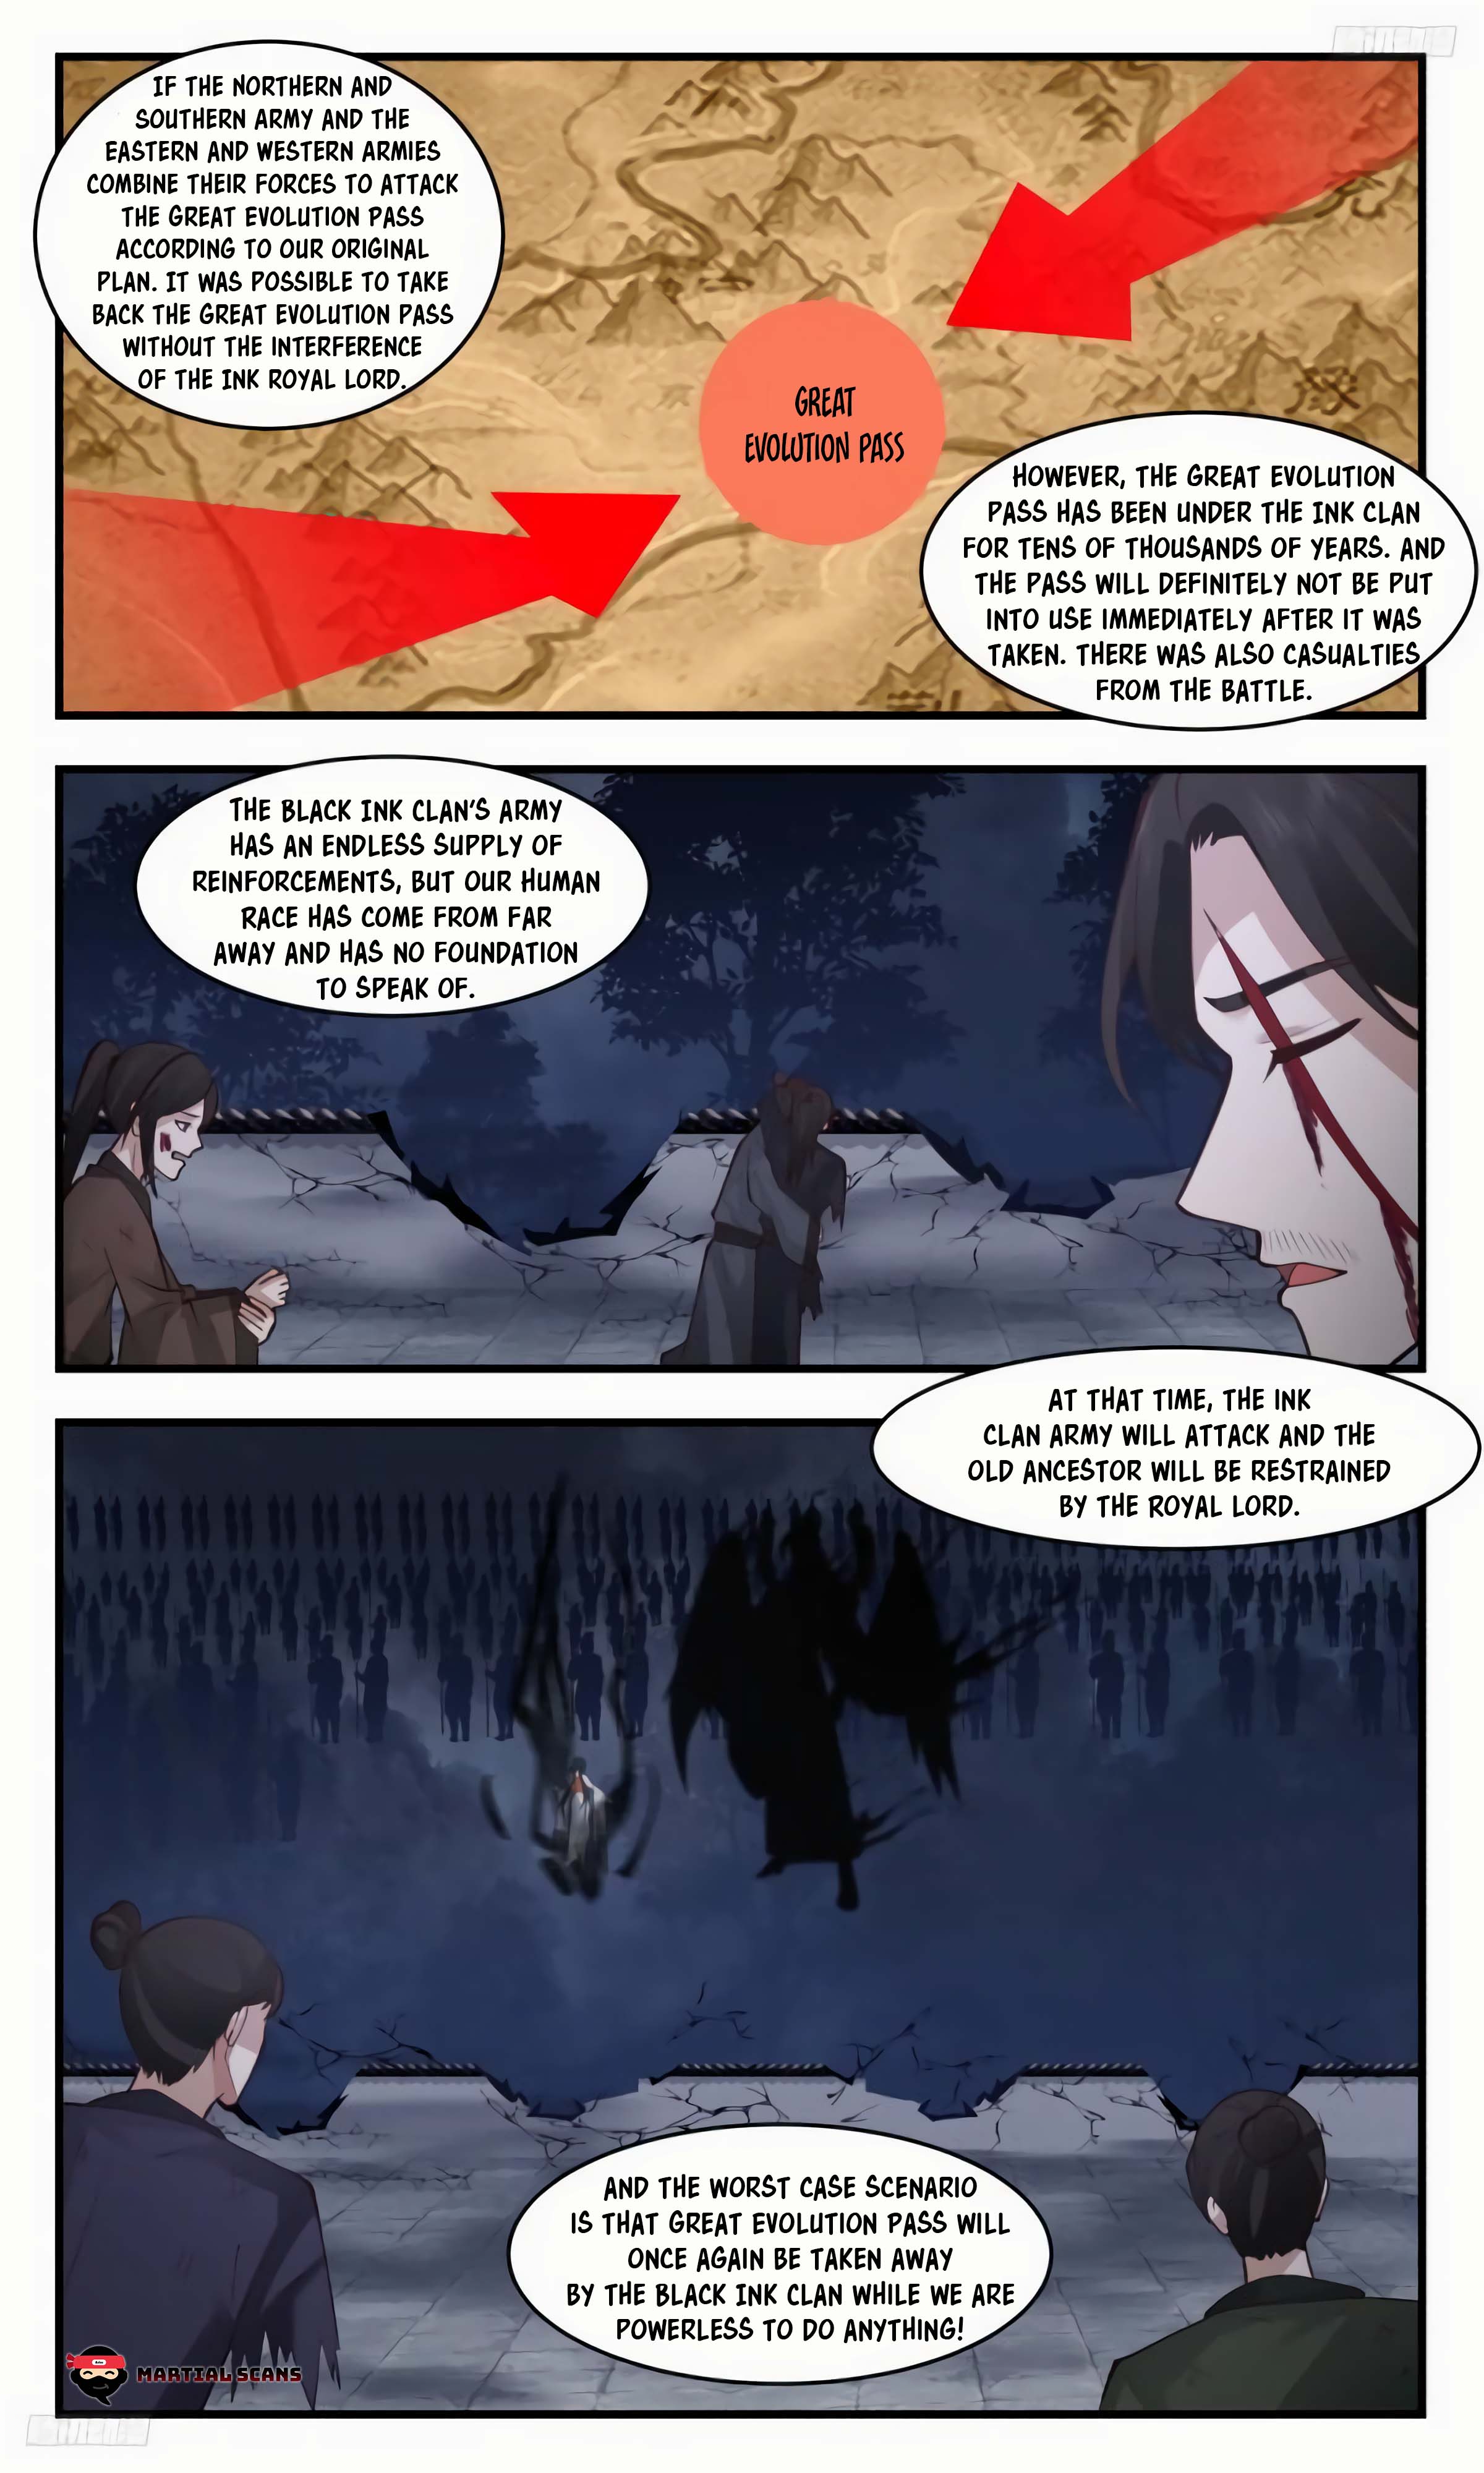 IF THE NORTHERN AND
SOUTHERN ARMY AND THE
EASTERN AND WESTERN ARMIES
COMBINE THEIR FORCES TO ATTACK
THE GREAT EVOLUTION PASS
ACCORDING TO OUR ORIGINAL
PLAN. IT WAS POSSIBLE TO TAKE
BACK THE GREAT EVOLUTION PASS
WITHOUT THE INTERFERENCE
OF THE INK ROYAL LORD.
GREAT
EVOLUTION PASS
HOWEVER, THE GREAT EVOLUTION
PASS HAS BEEN UNDER THE INK CLAN
FOR TENS OF THOUSANDS OF YEARS. AND
THE PASS WILL DEFINITELY NOT BE PUT
INTO USE IMMEDIATELY AFTER IT WAS
TAKEN. THERE WAS ALSO CASUALTIES
FROM THE BATTLE.
THE BLACK INK CLAN'S ARMY
HAS AN ENDLESS SUPPLY OF
REINFORCEMENTS, BUT OUR HUMAN
RACE HAS COME FROM FAR
AWAY AND HAS NO FOUNDATION
TO SPEAK OF.
AT THAT TIME, THE INK
CLAN ARMY WILL ATTACK AND THE
OLD ANCESTOR WILL BE RESTRAINED
BY THE ROYAL LORD.
AND THE WORST CASE SCENARIO
IS THAT GREAT EVOLUTION PASS WILL
ONCE AGAIN BE TAKEN AWAY
BY THE BLACK INK CLAN WHILE WE ARE
POWERLESS TO DO ANYTHING!
MARTIAL SCANS